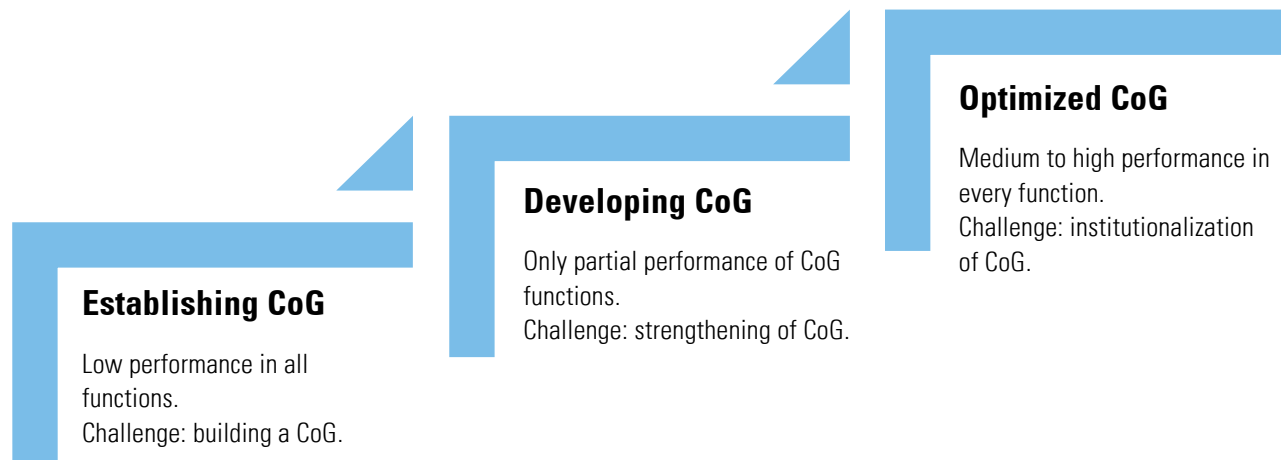 Establishing CoG
Low performance in all
functions.
Challenge: building a CoG.
Developing CoG
Only partial performance of CoG
functions.
Challenge: strengthening of CoG.
Optimized CoG
Medium to high performance in
every function.
Challenge: institutionalization
of CoG.